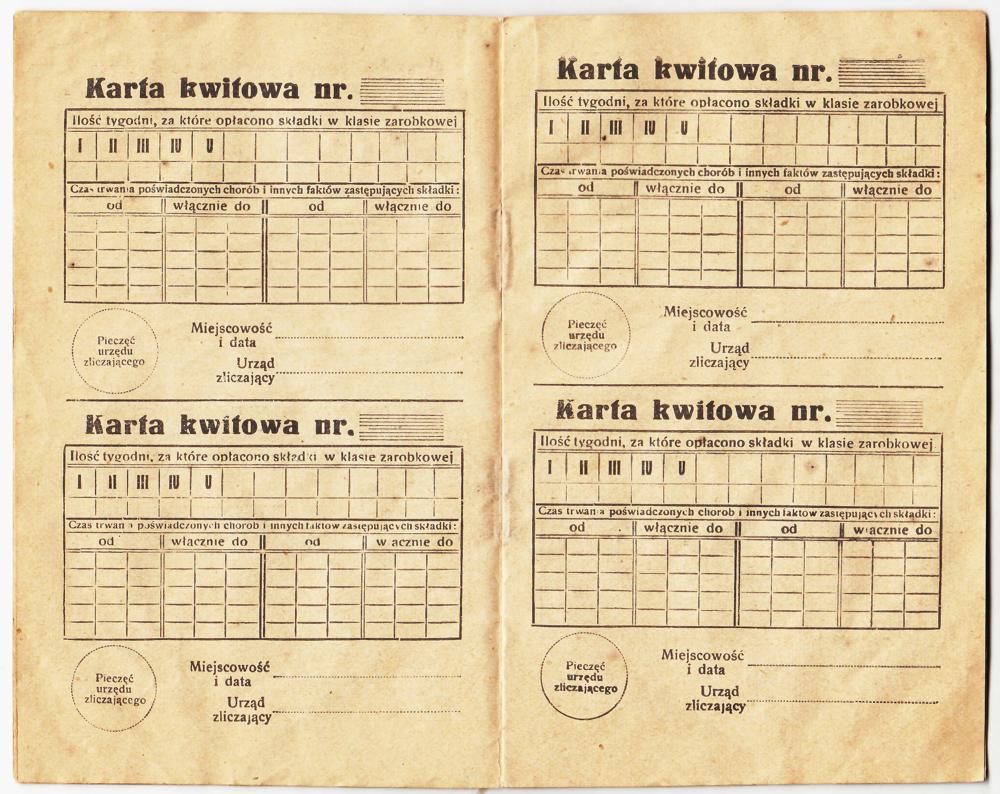 Karta kwitowa nr.
Ilość tygodni, za które opłacono składki w klasie zarobkowej
I II III IV V
Czas trwania poświadczonych chorób i innych faktów zastępujących składki:
od włącznie do od włącznie do
Pieczęć
urzędu
zliczającego
Miejscowość
i data
Urząd
zliczający
Karta kwitowa nr.
Ilość tygodni, za które opłacono składki w klasie zarobkowej
I II III IV V
Czas trwania poświadczonych chorób i innych faktów zastępujących składki:
od włącznie do od włącznie do
Pieczęć
urzędu
zliczającego
Miejscowość
i data
Urząd
zliczający
Karta kwitowa nr.
Ilość tygodni, za które opłacono składki w klasie zarobkowej
I II III IV V
Czas trwania poświadczonych chorób i innych faktów zastępujących składki:
od włącznie do od włącznie do
Pieczęć
urzędu
zliczającego
Miejscowość
i data
Urząd
zliczający
Karta kwitowa nr.
Ilość tygodni, za które opłacono składki w klasie zarobkowej
I II III IV V
Czas trwania poświadczonych chorób i innych faktów zastępujących składki:
od włącznie do od włącznie do
Pieczęć
urzędu
zliczającego
Miejscowość
i data
Urząd
zliczający